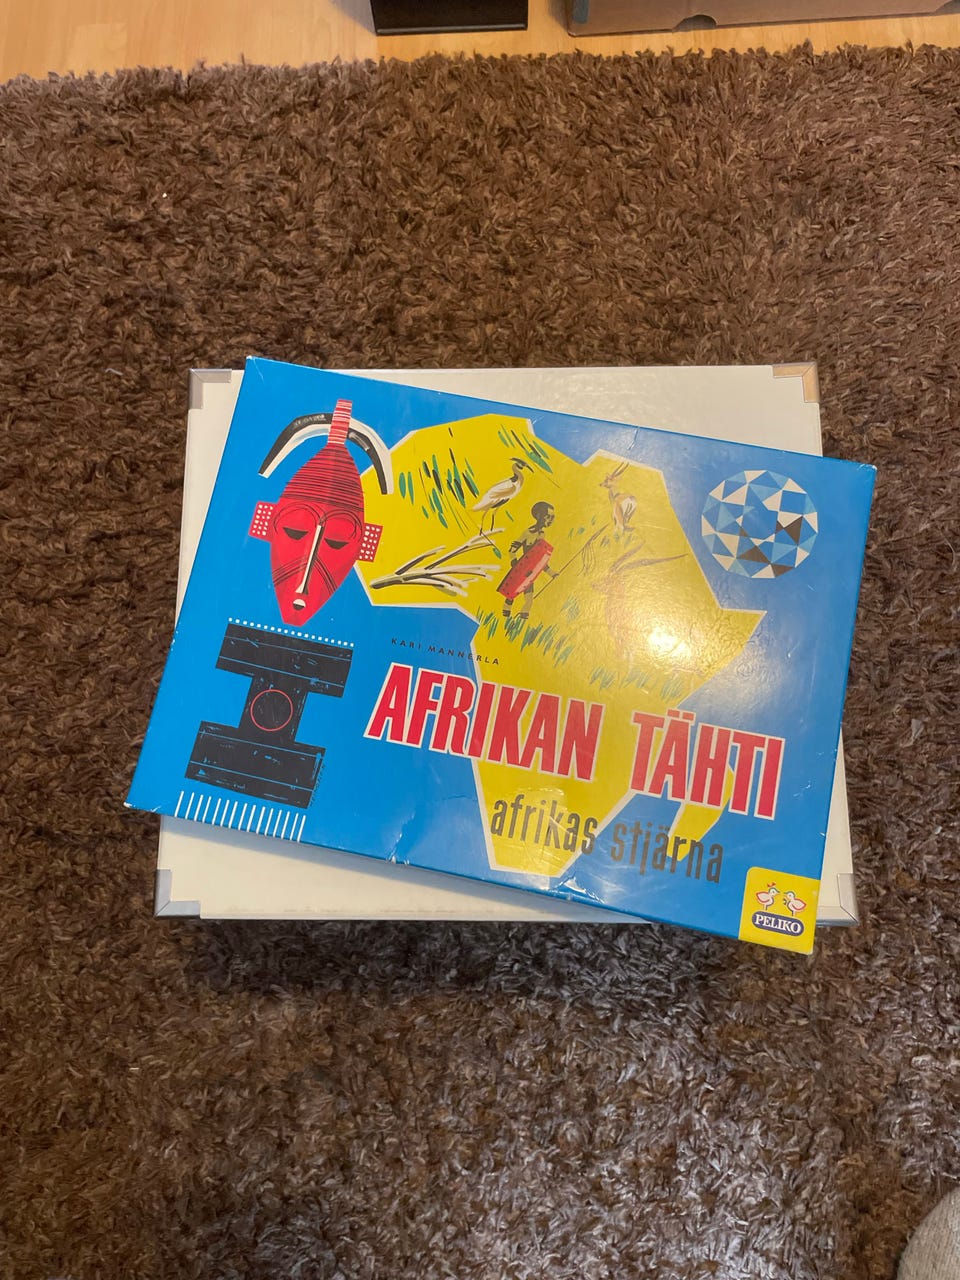 KARI MANNERLA
AFRIKAN TÄHTI
afrikas stjärna
PELIKO